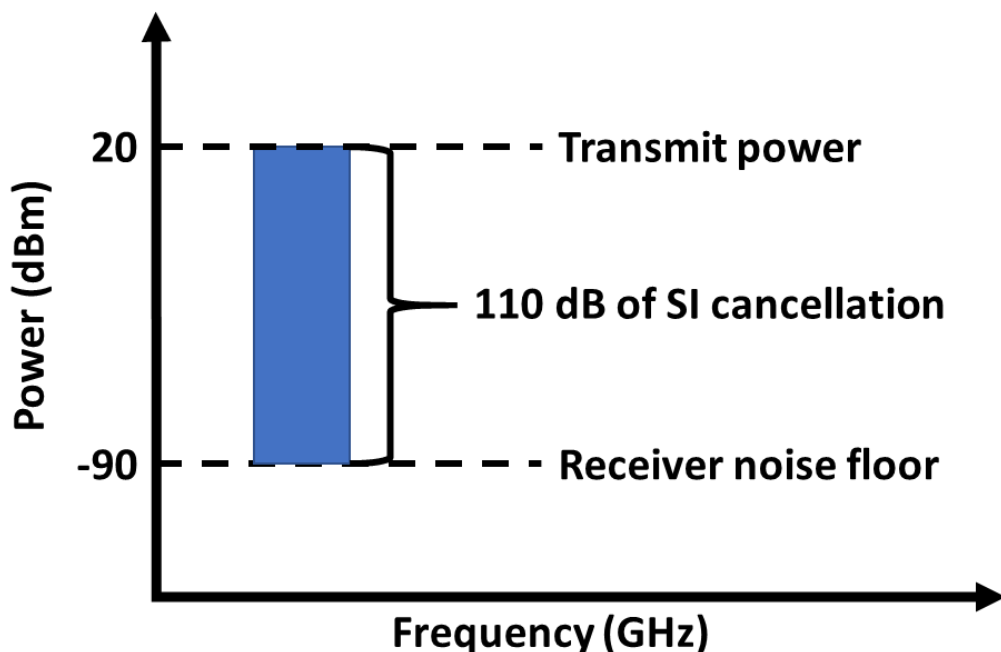 Power (dBm)
20
Transmit power
110 dB of SI cancellation
-90
Receiver noise floor
Frequency (GHz)